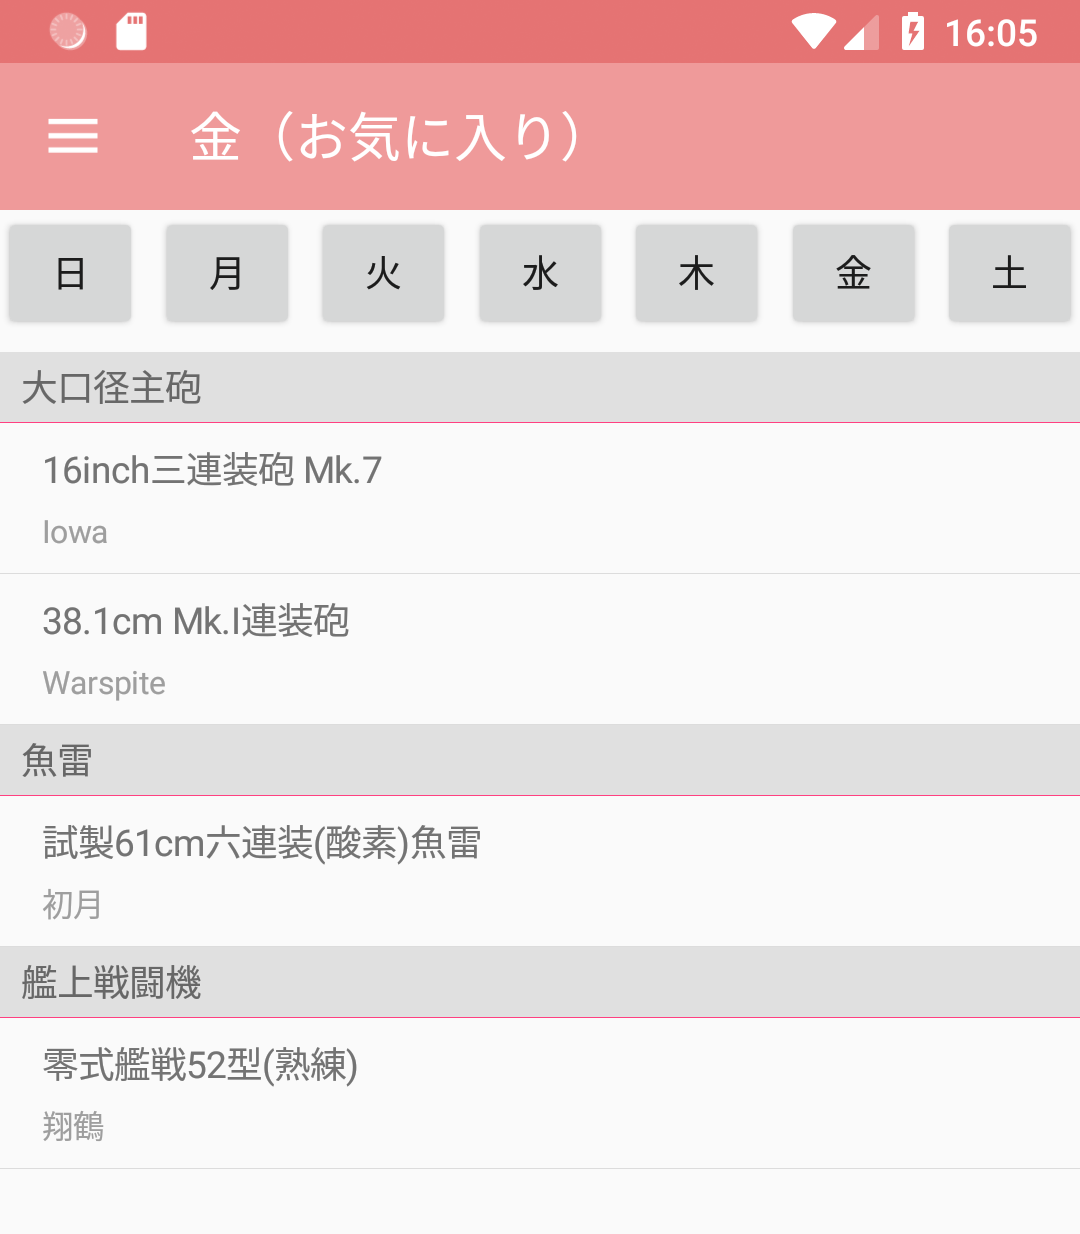 16:05
金（お気に入り）
日 月 火 水 木 金 土
大口径主砲
16inch三連装砲 Mk.7
Iowa
38.1cm Mk.I連装砲
Warspite
魚雷
試製61cm六連装(酸素)魚雷
初月
艦上戦闘機
零式艦戦52型(熟練)
翔鶴